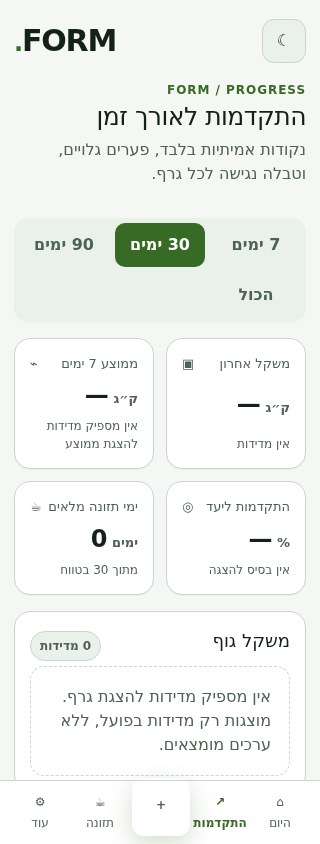 FORM.
FORM / PROGRESS
התקדמות לאורך זמן
נקודות אמיתיות בלבד, פערים גלויים,
וטבלה נגישה לכל גרף.
7 ימים
30 ימים
90 ימים
הכול
משקל אחרון
— ק״ג
אין מדידות
ממוצע 7 ימים
— ק״ג
אין מספיק מדידות
להצגת ממוצע
התקדמות ליעד
— %
אין בסיס להצגה
ימי תזונה מלאים
0 ימים
מתוך 30 בטווח
משקל גוף
0 מדידות
אין מספיק מדידות להצגת גרף.
מוצגות רק מדידות בפועל, ללא
ערכים מומצאים.
היום
התקדמות
+
תזונה
עוד